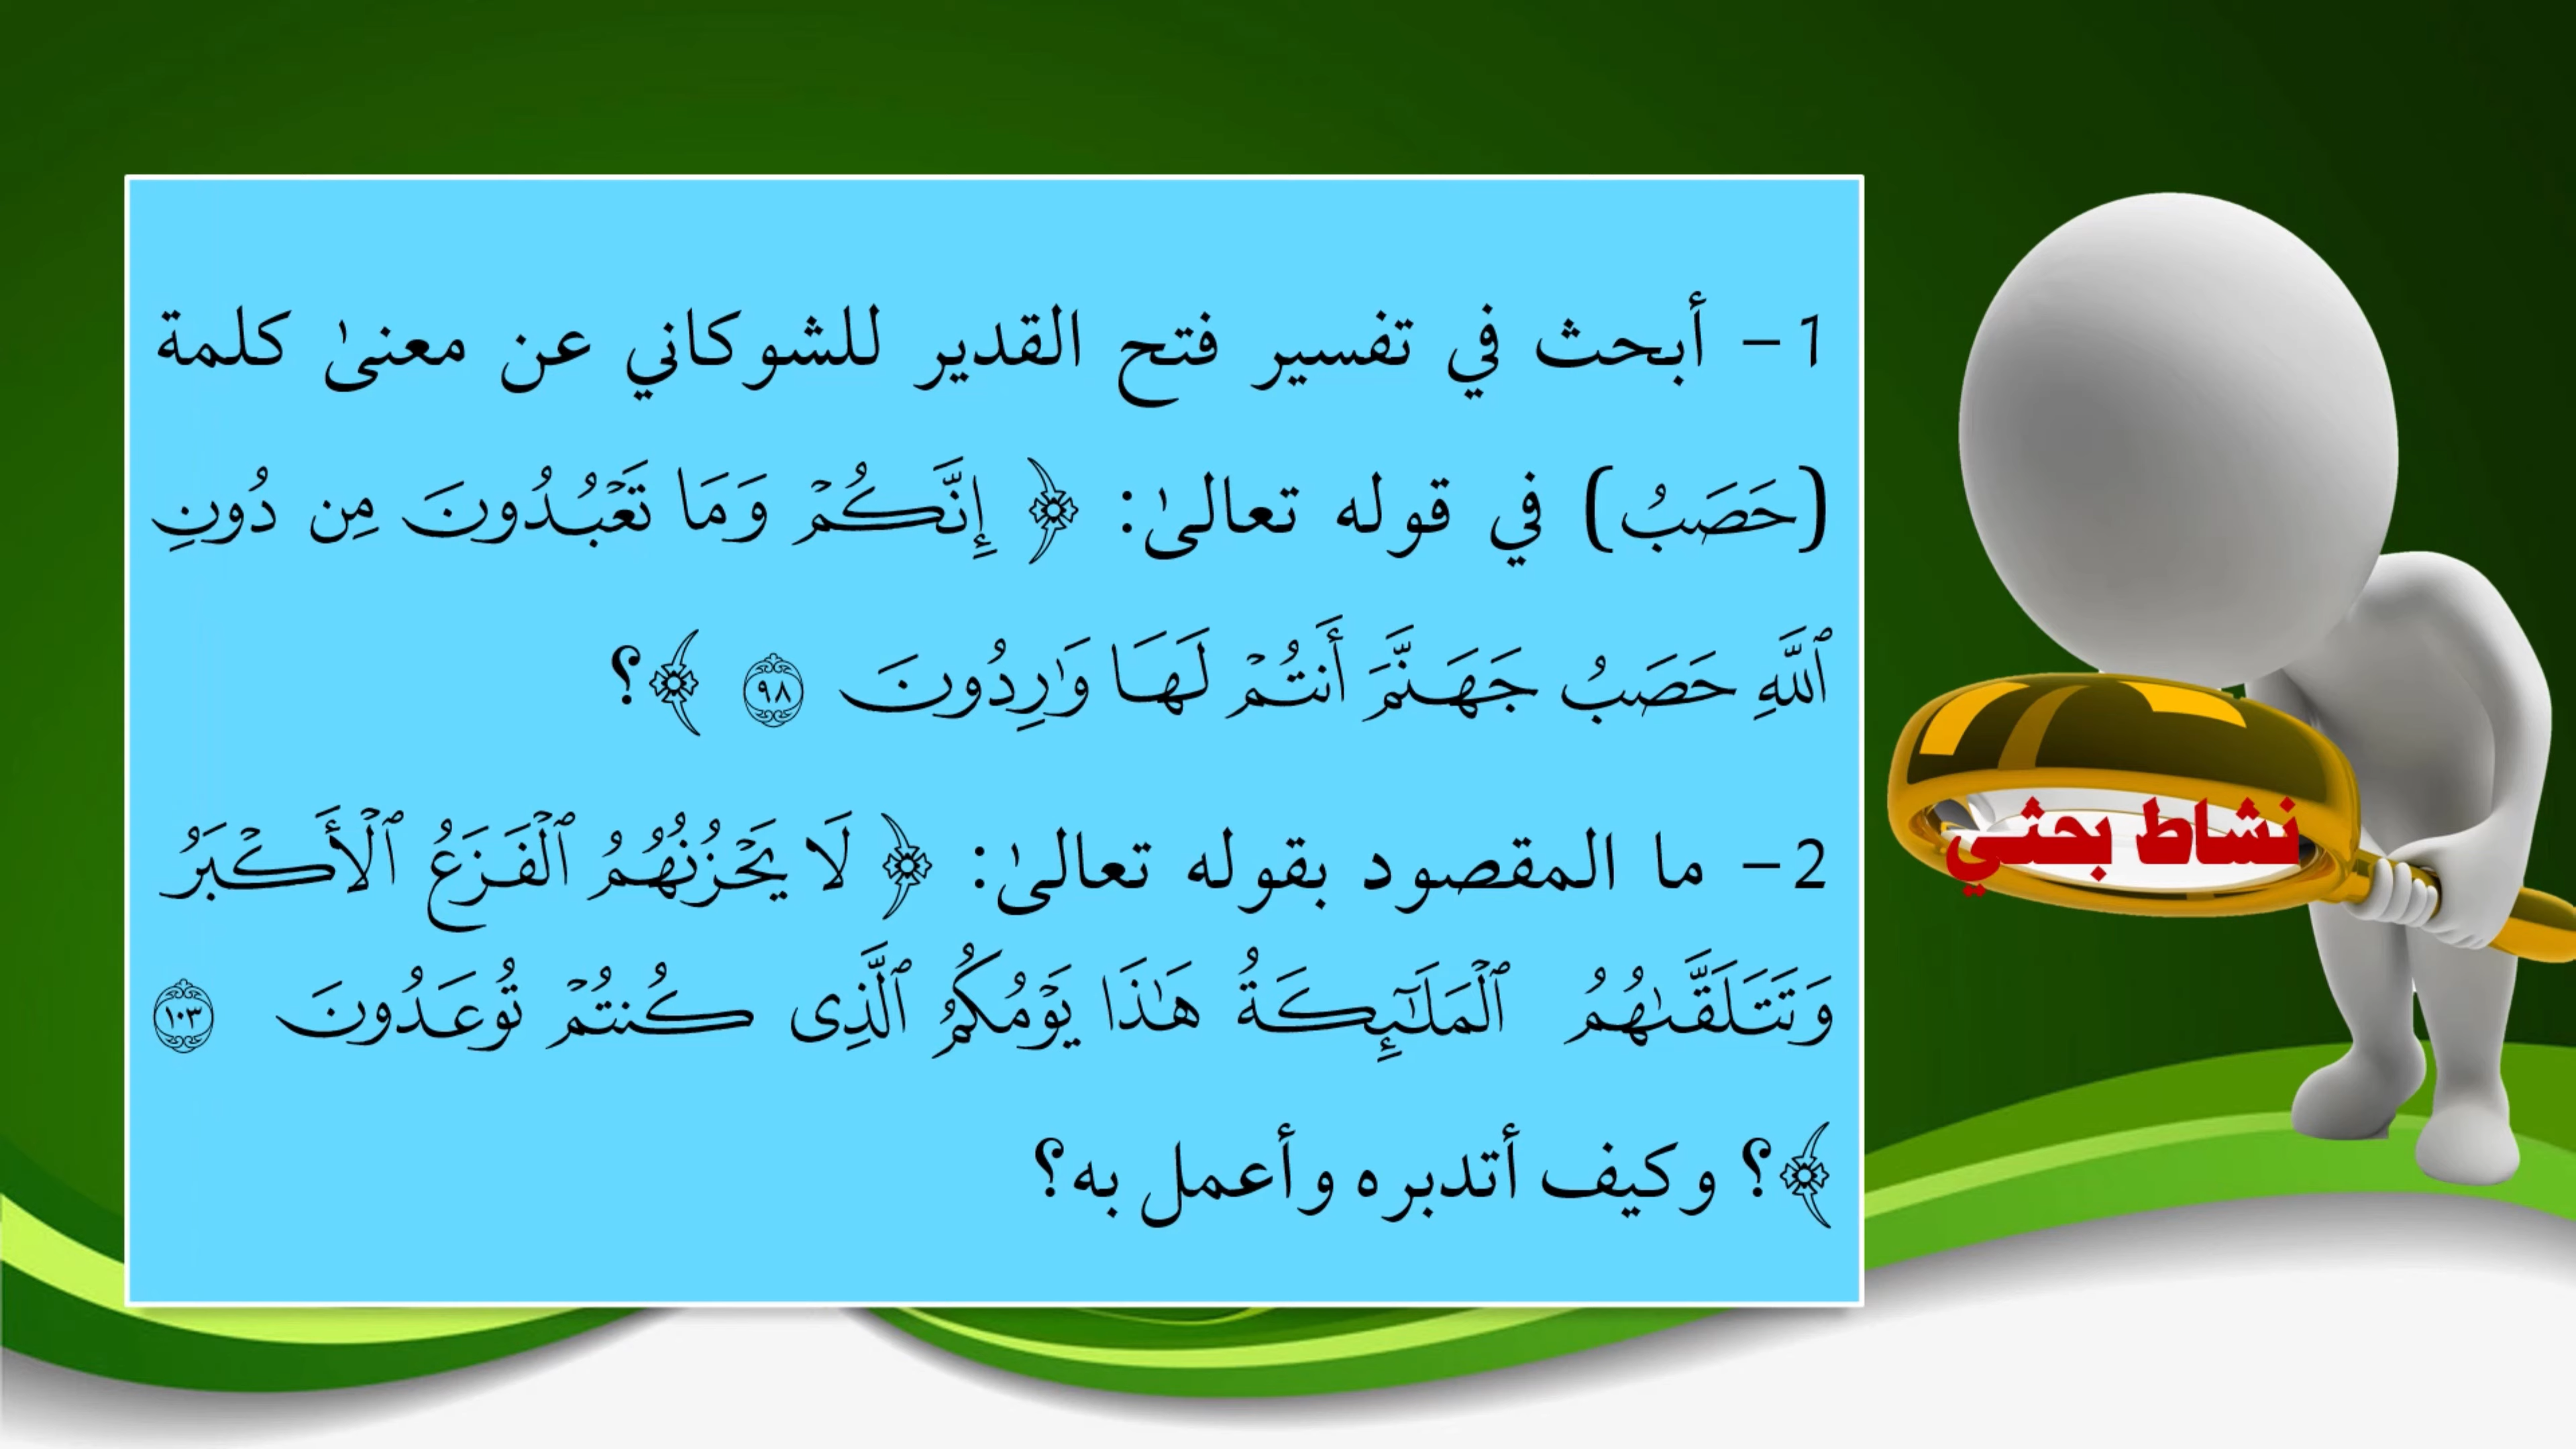 1- أبحث في تفسير فتح القدير للشوكاني عن معنىٰ كلمة
(حَصَبُ) في قوله تعالىٰ: ﴿ إِنَّكُمْ وَمَا تَعْبُدُونَ مِن دُونِ
ٱللَّهِ حَصَبُ جَهَنَّمَ أَنتُمْ لَهَا وَٰرِدُونَ ٩٨ ﴾؟
2- ما المقصود بقوله تعالىٰ: ﴿ لَا يَحْزُنُهُمُ ٱلْفَزَعُ ٱلْأَكْبَرُ
وَتَتَلَقَّىٰهُمُ ٱلْمَلَـٰٓئِكَةُ هَـٰذَا يَوْمُكُمُ ٱلَّذِى كُنتُمْ تُوعَدُونَ ١٠٣
﴾؟ وكيف أتدبره وأعمل به؟
نشاط بحثي